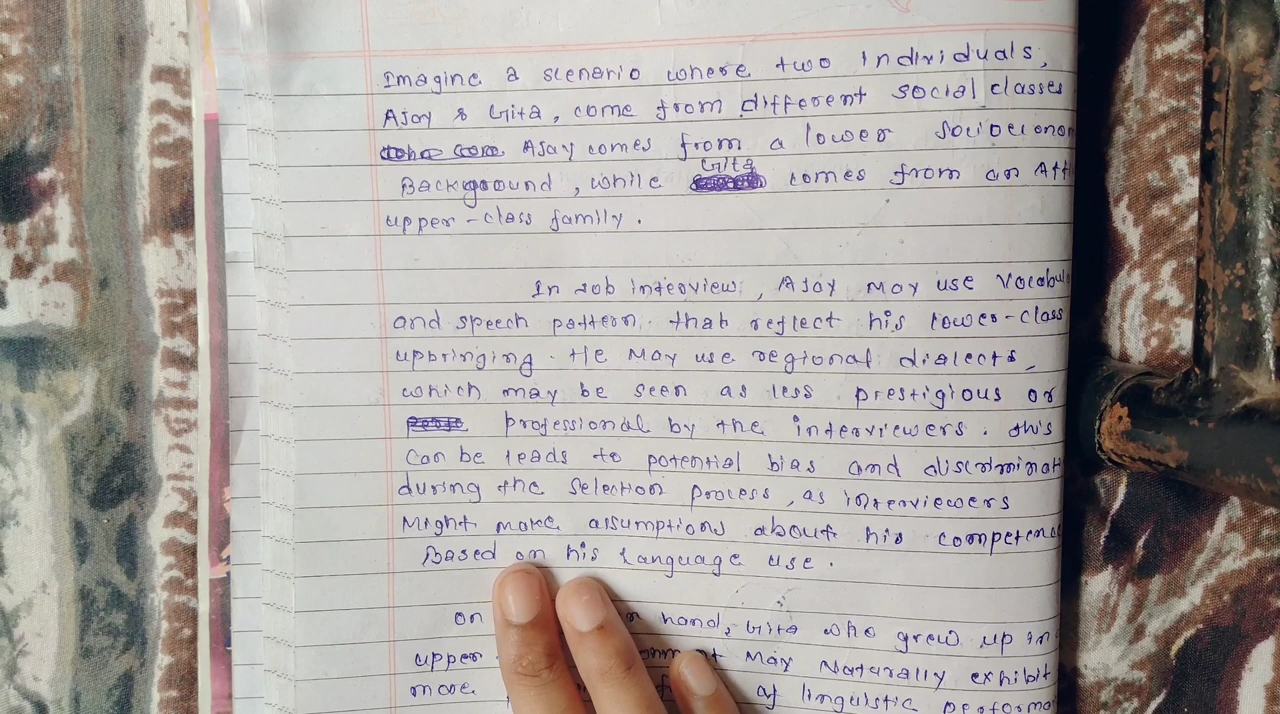 Imagine a scenario where two Individuals,
AJay & Gita, come from different social classes
AJay comes from a lower Socioeconom
Background, while Gita comes from an Aff
upper-class family.
In Job interview, AJay May use Vocabul
and speech pattern that reflect his lower-class
upbringing. He May use regional dialects,
which may be seen as less prestigious or
professional by the interviewers. this
can be leads to potential bias and discriminat
during the selection process, as interviewers
Might make assumptions about his competenc
Based on his Language use.
On hand, Gita who grew up in
upper May Naturally exhibit
more of linguistic performa